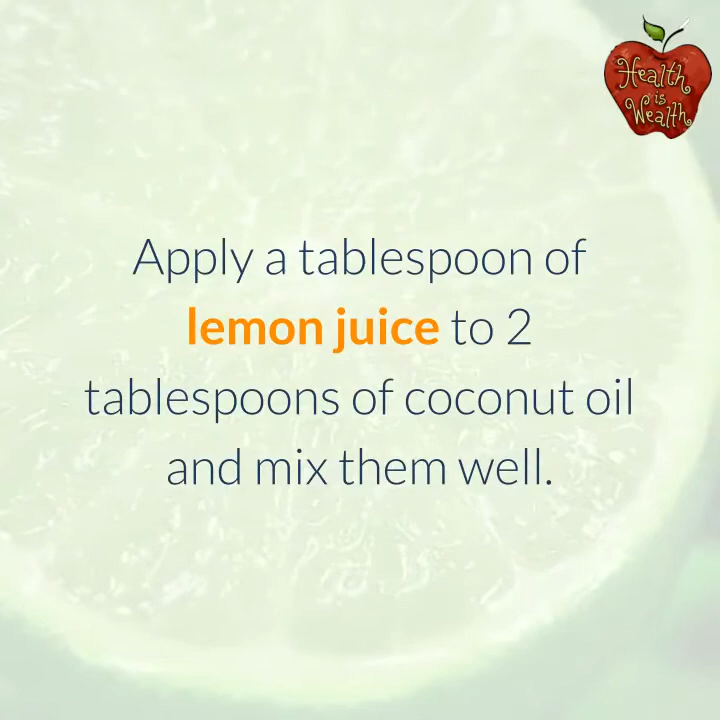 Health
is
Wealth
Apply a tablespoon of
lemon juice to 2
tablespoons of coconut oil
and mix them well.